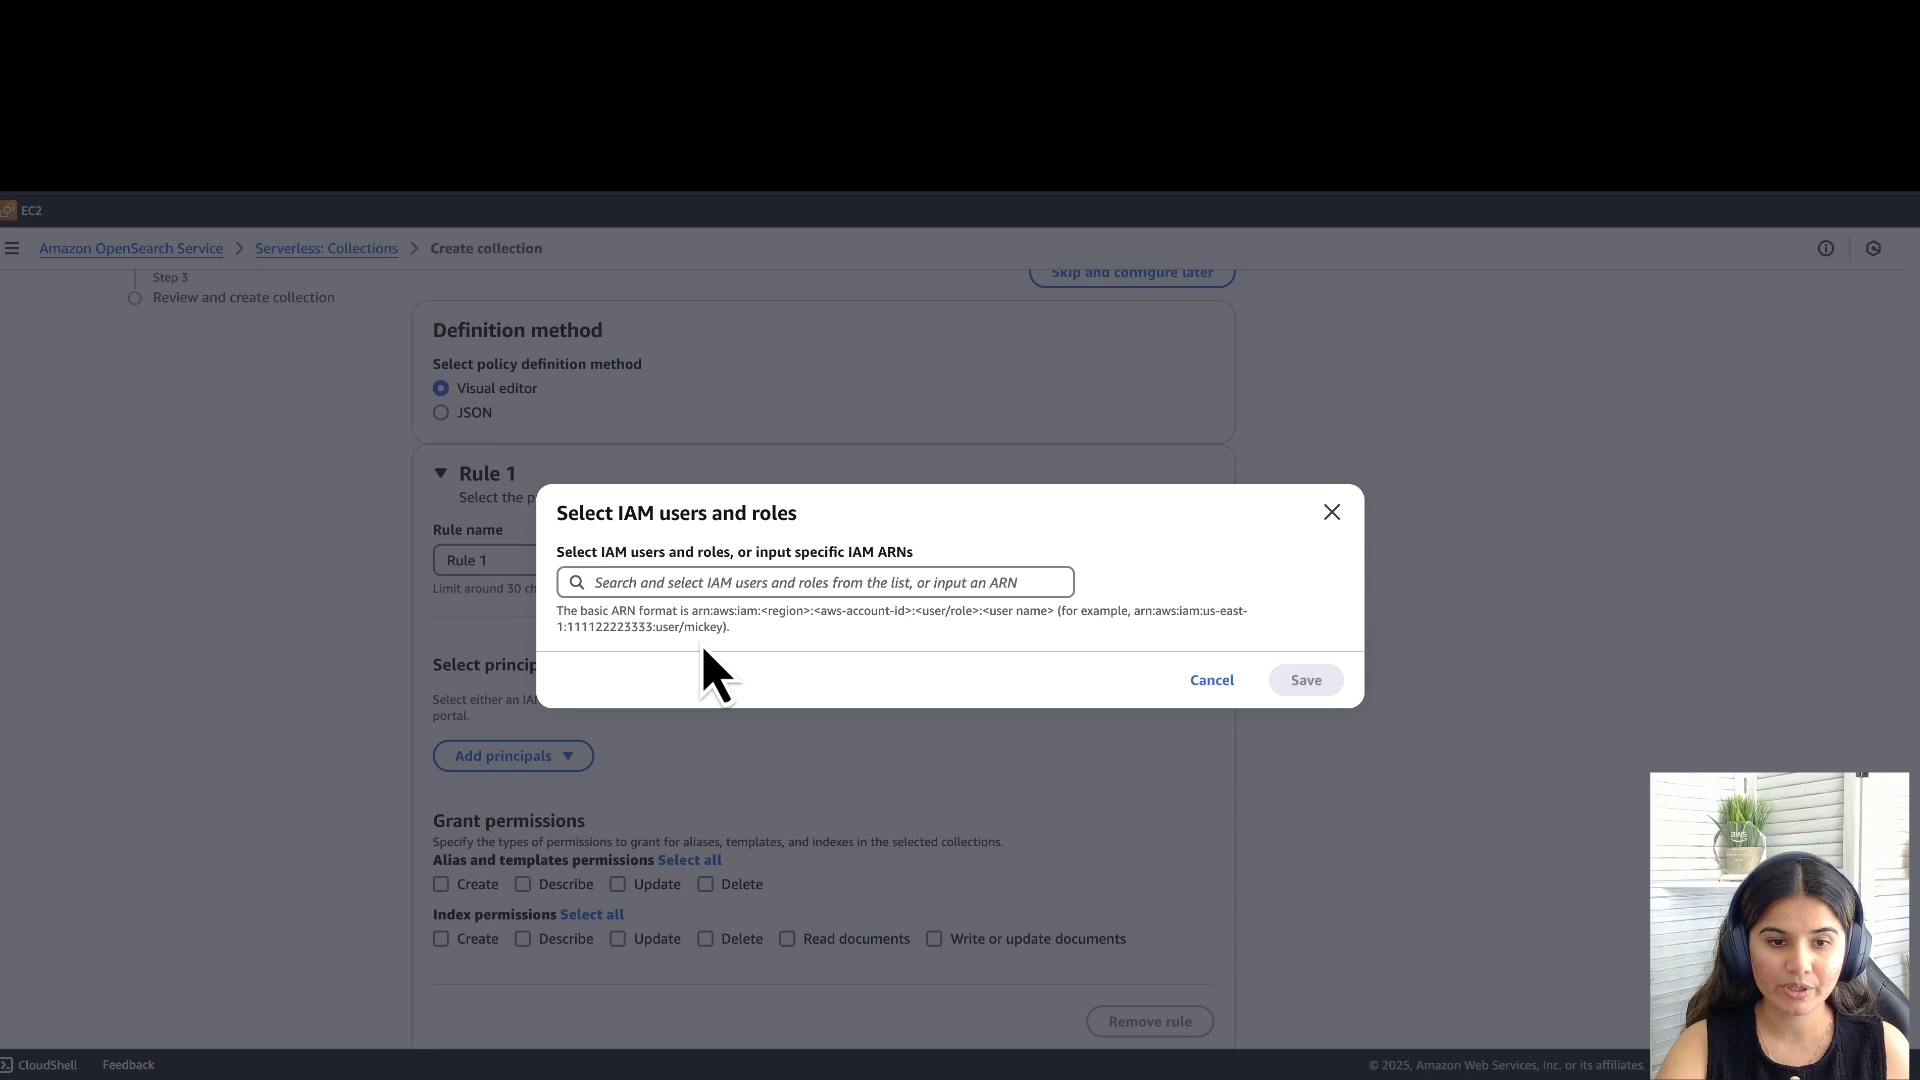 EC2
Amazon OpenSearch Service > Serverless: Collections > Create collection
Step 3
Review and create collection
Skip and configure later
Definition method
Select policy definition method
Visual editor
JSON
Rule 1
Select the p
Rule name
Rule 1
Limit around 30 ch
Select IAM users and roles
Select IAM users and roles, or input specific IAM ARNs
Search and select IAM users and roles from the list, or input an ARN
The basic ARN format is arn:aws:iam:<region>:<aws-account-id>:<user/role>:<user name> (for example, arn:aws:iam:us-east-
1:111122223333:user/mickey).
Cancel Save
Select princip
Select either an IA
portal.
Add principals
Grant permissions
Specify the types of permissions to grant for aliases, templates, and indexes in the selected collections.
Alias and templates permissions Select all
Create Describe Update Delete
Index permissions Select all
Create Describe Update Delete Read documents Write or update documents
Remove rule
CloudShell Feedback
© 2025, Amazon Web Services, Inc. or its affiliates.
aws